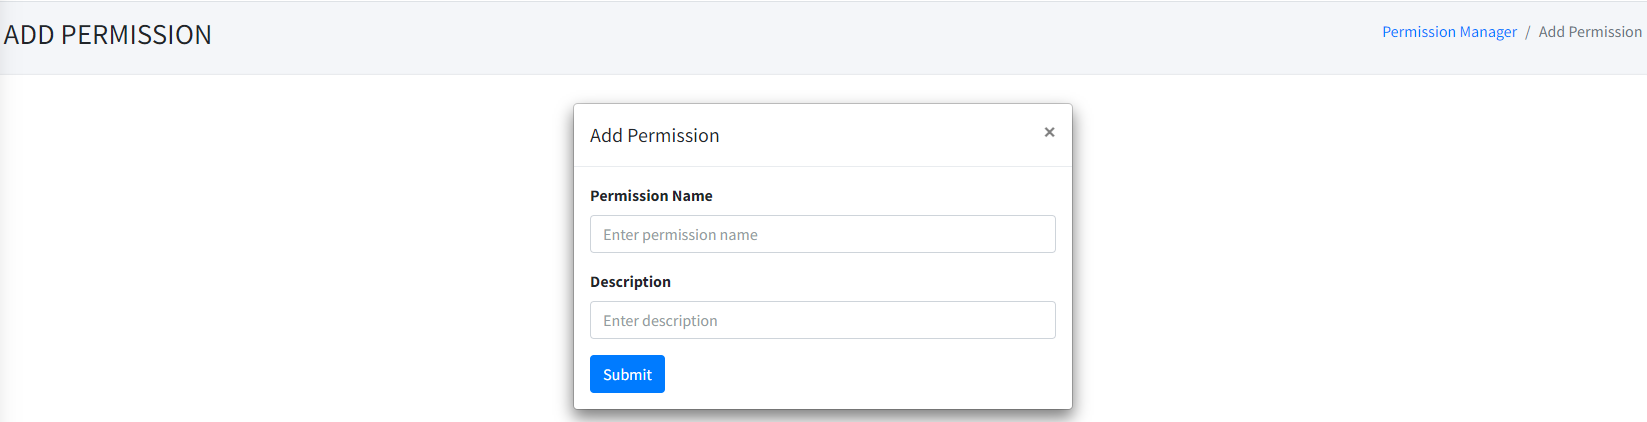 ADD PERMISSION
Permission Manager / Add Permission
Add Permission ×
Permission Name
Enter permission name
Description
Enter description
Submit